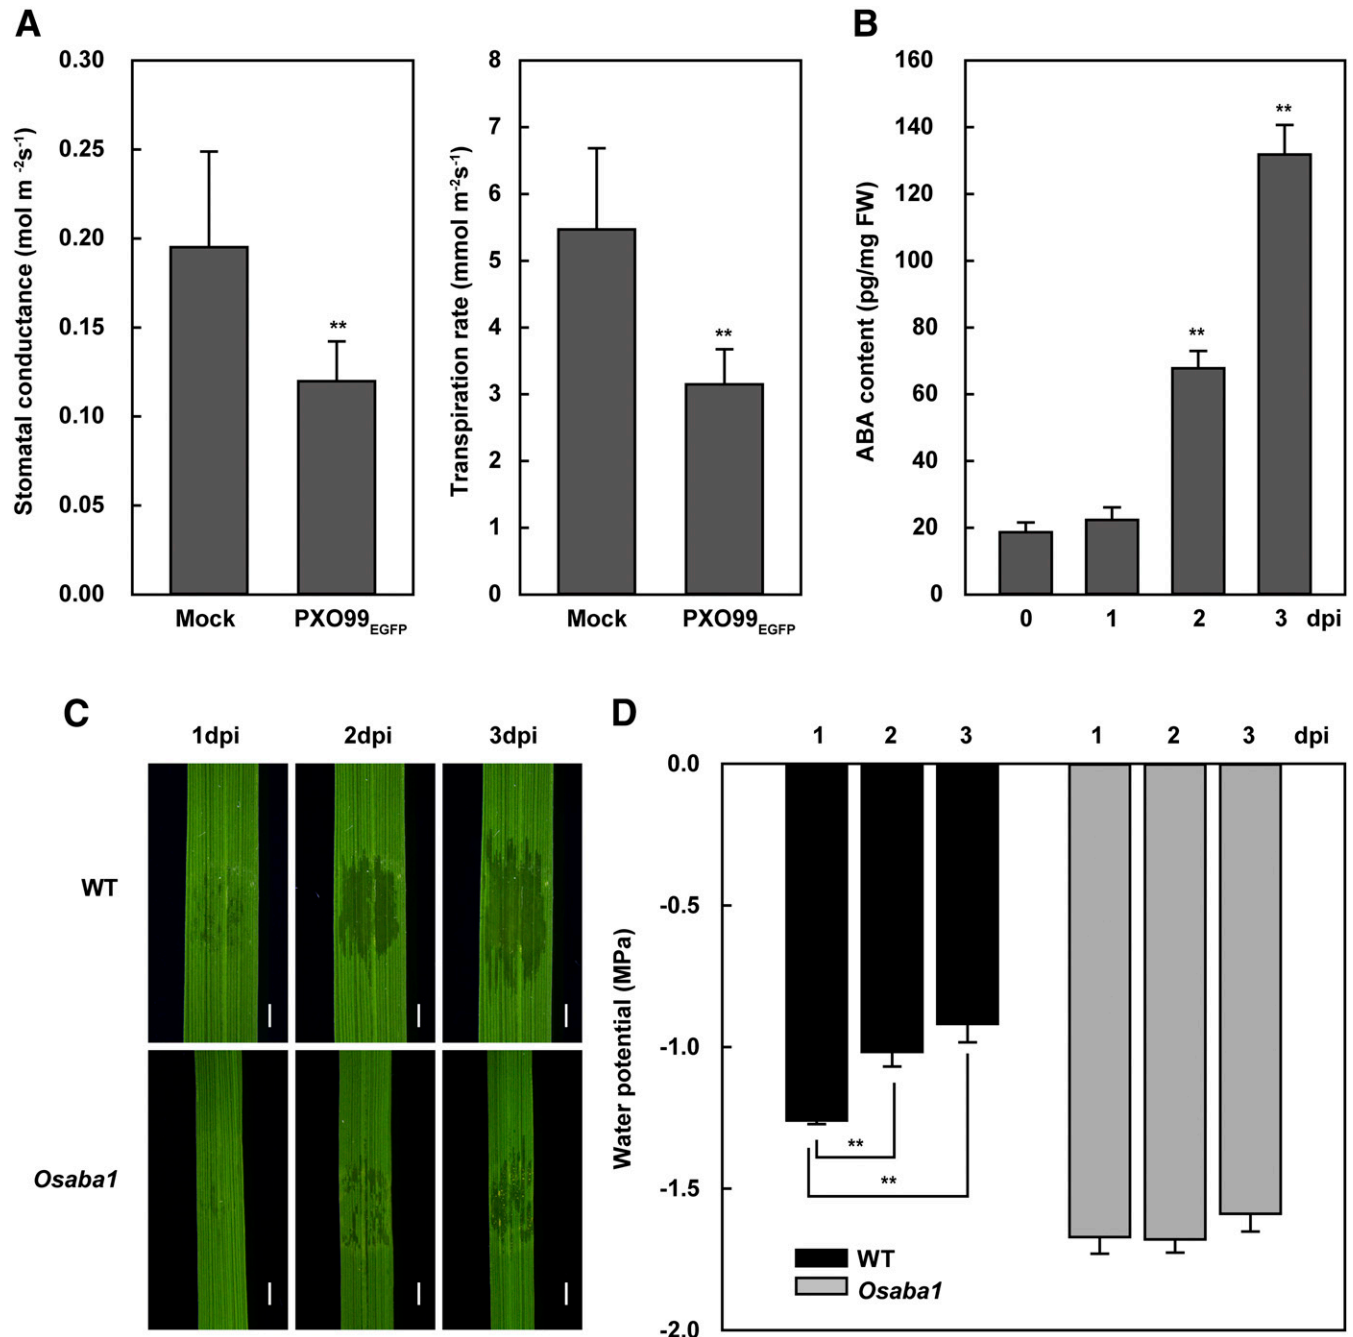 A
Stomatal conductance (mol m -2s-1)
0.30
0.25
0.20
0.15
0.10
0.05
0.00
**
Mock PXO99EGFP
Transpiration rate (mmol m-2s-1)
8
7
6
5
4
3
2
1
0
**
Mock PXO99EGFP
B
ABA content (pg/mg FW)
160
140
120
100
80
60
40
20
0
**
**
0 1 2 3 dpi
C
1dpi 2dpi 3dpi
WT
Osaba1
D
1 2 3 1 2 3 dpi
Water potential (MPa)
0.0
-0.5
-1.0
-1.5
-2.0
**
**
WT
Osaba1